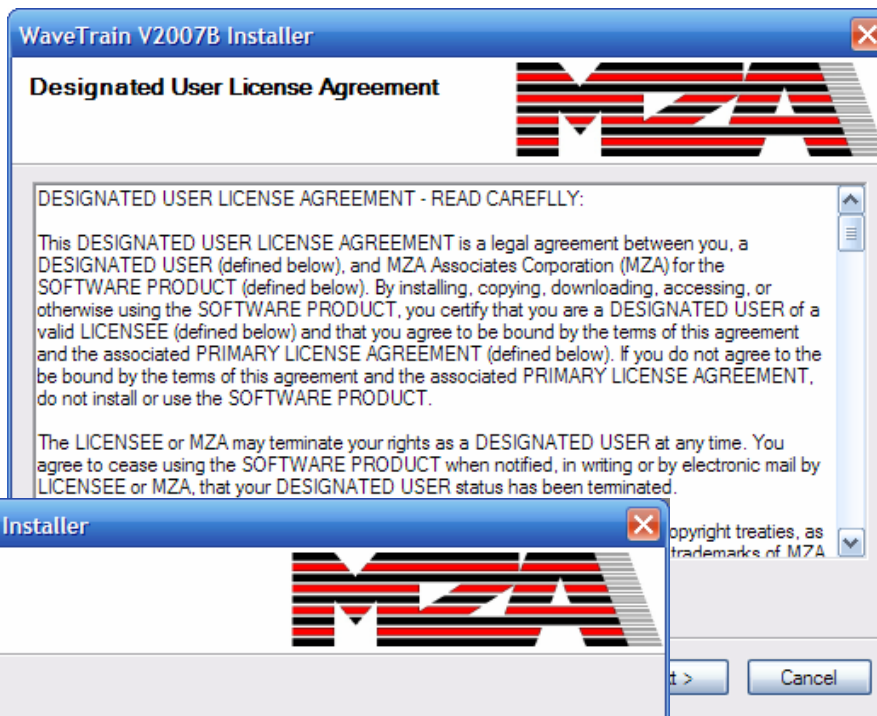 WaveTrain V2007B Installer
Designated User License Agreement
MZA
DESIGNATED USER LICENSE AGREEMENT - READ CAREFLLY:
This DESIGNATED USER LICENSE AGREEMENT is a legal agreement between you, a
DESIGNATED USER (defined below), and MZA Associates Corporation (MZA) for the
SOFTWARE PRODUCT (defined below). By installing, copying, downloading, accessing, or
otherwise using the SOFTWARE PRODUCT, you certify that you are a DESIGNATED USER of a
valid LICENSEE (defined below) and that you agree to be bound by the terms of this agreement
and the associated PRIMARY LICENSE AGREEMENT (defined below). If you do not agree to the
be bound by the terms of this agreement and the associated PRIMARY LICENSE AGREEMENT,
do not install or use the SOFTWARE PRODUCT.
The LICENSEE or MZA may terminate your rights as a DESIGNATED USER at any time. You
agree to cease using the SOFTWARE PRODUCT when notified, in writing or by electronic mail by
LICENSEE or MZA, that your DESIGNATED USER status has been terminated.
opyright treaties, as
trademarks of MZA
Installer
MZA
t >
Cancel